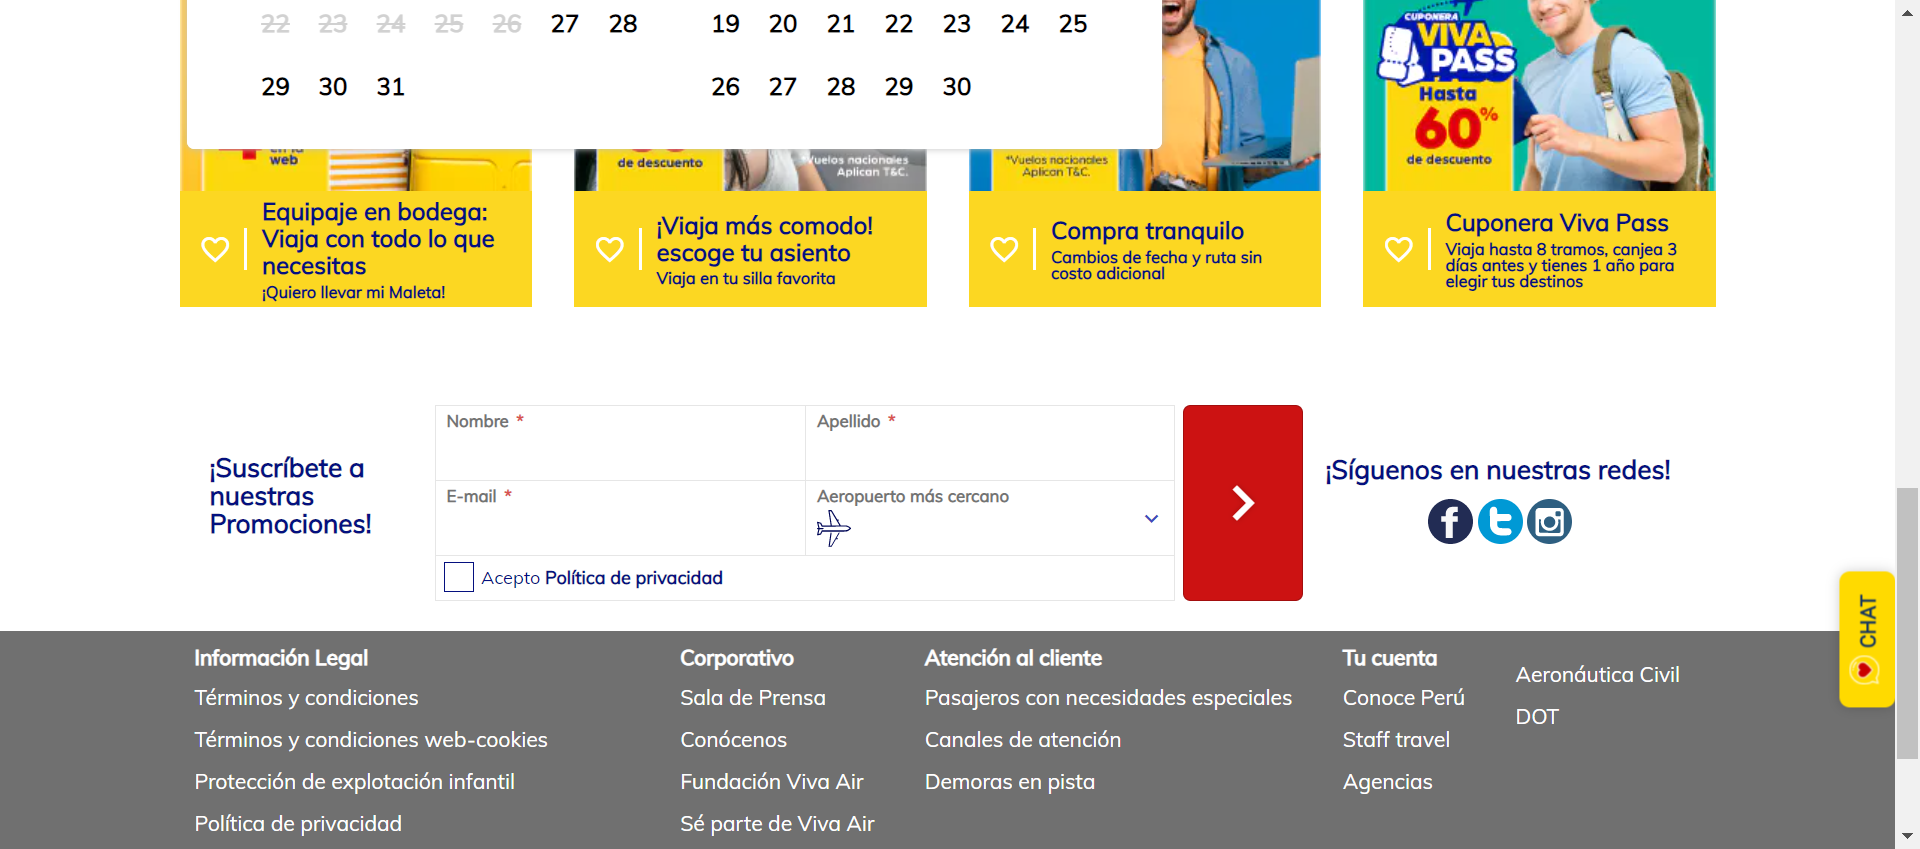 22 23 24 25 26 27 28
19 20 21 22 23 24 25
29 30 31
26 27 28 29 30
web
de descuento
*Vuelos nacionales
Aplican T&C.
*Vuelos nacionales
Aplican T&C.
CUPONERA
VIVA
PASS
Hasta
60%
de descuento
Equipaje en bodega:
Viaja con todo lo que
necesitas
¡Quiero llevar mi Maleta!
¡Viaja más comodo!
escoge tu asiento
Viaja en tu silla favorita
Compra tranquilo
Cambios de fecha y ruta sin
costo adicional
Cuponera Viva Pass
Viaja hasta 8 tramos, canjea 3
días antes y tienes 1 año para
elegir tus destinos
¡Suscríbete a
nuestras
Promociones!
Nombre *
Apellido *
E-mail *
Aeropuerto más cercano
Acepto Política de privacidad
¡Síguenos en nuestras redes!
CHAT
Información Legal
Términos y condiciones
Términos y condiciones web-cookies
Protección de explotación infantil
Política de privacidad
Corporativo
Sala de Prensa
Conócenos
Fundación Viva Air
Sé parte de Viva Air
Atención al cliente
Pasajeros con necesidades especiales
Canales de atención
Demoras en pista
Tu cuenta
Conoce Perú
Staff travel
Agencias
Aeronáutica Civil
DOT